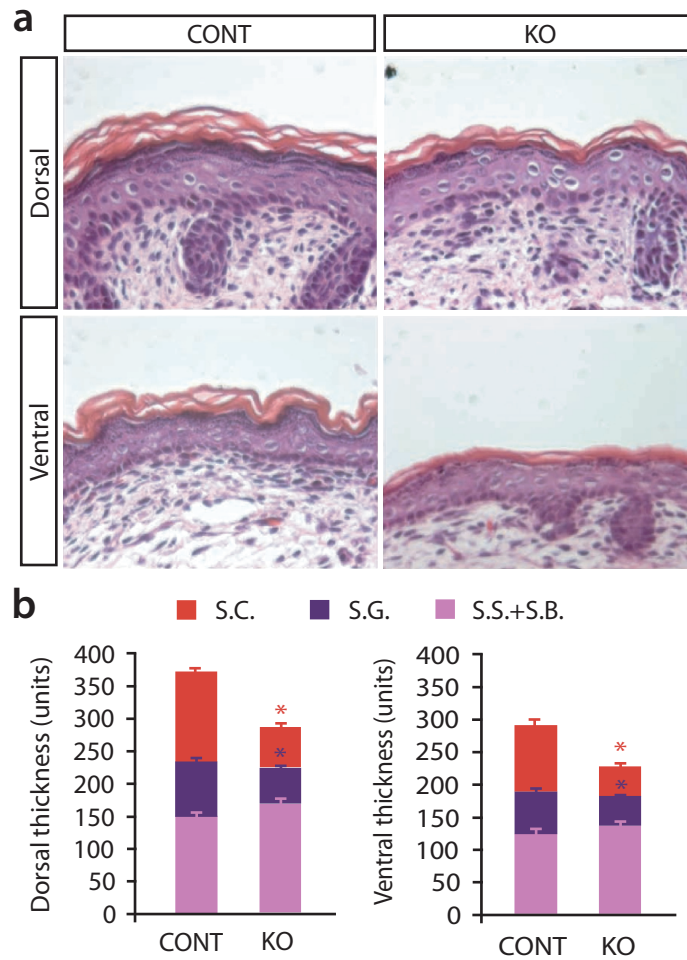 a
CONT KO
Dorsal
Ventral
b
S.C. S.G. S.S.+S.B.
Dorsal thickness (units)
400
350
300
250
200
150
100
50
0
*
*
CONT KO
Ventral thickness (units)
400
350
300
250
200
150
100
50
0
*
*
CONT KO